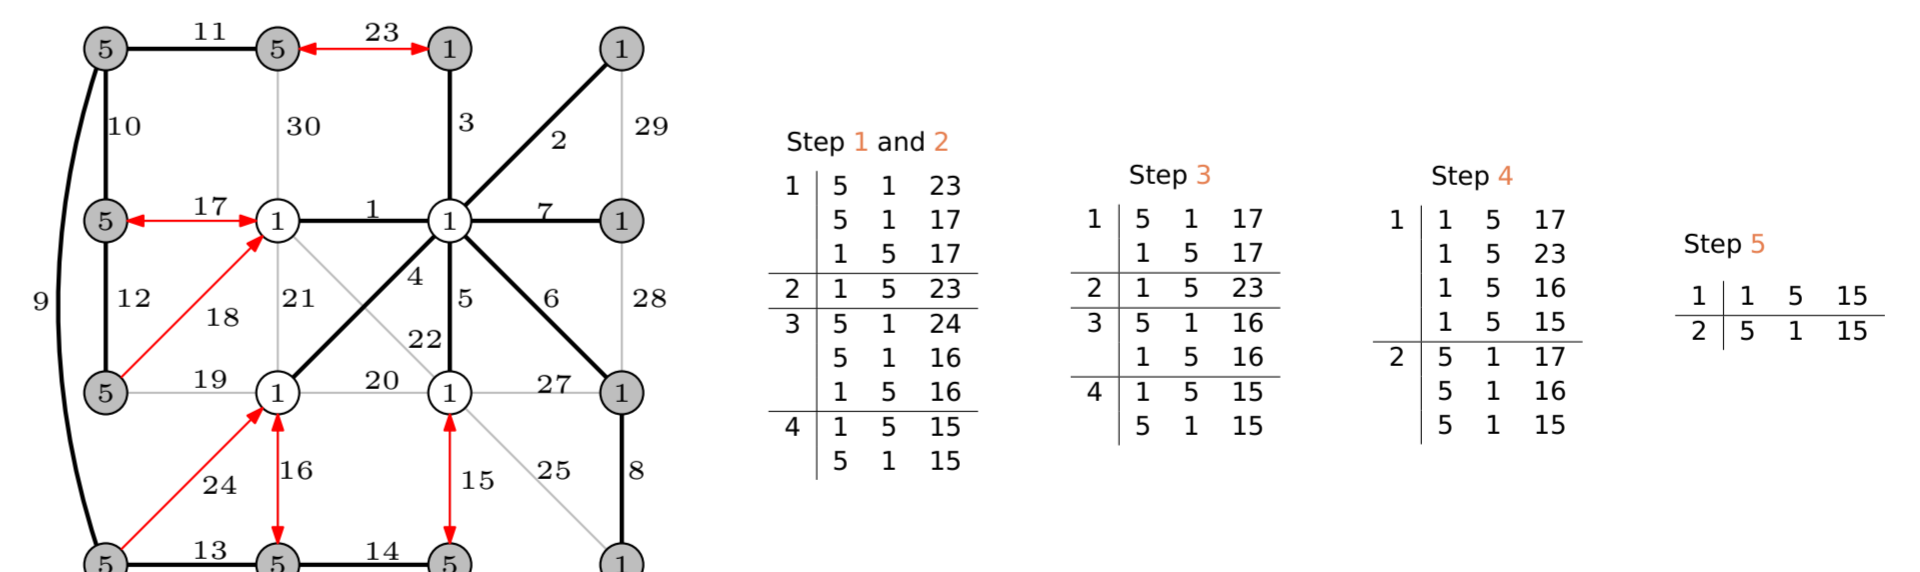 11 23
5 5 1 1
10 30 3 2 29
17 1 7
5 1 1 1
9 12 18 21 4 5 6 28
22
19 20 27
5 1 1 1
24 16 15 25 8
13 14
5 5 5 1
Step 1 and 2
1 5 1 23
5 1 17
1 5 17
2 1 5 23
3 5 1 24
5 1 16
1 5 16
4 1 5 15
5 1 15
Step 3
1 5 1 17
1 5 17
2 1 5 23
3 5 1 16
1 5 16
4 1 5 15
5 1 15
Step 4
1 1 5 17
1 5 23
1 5 16
1 5 15
2 5 1 17
5 1 16
5 1 15
Step 5
1 1 5 15
2 5 1 15